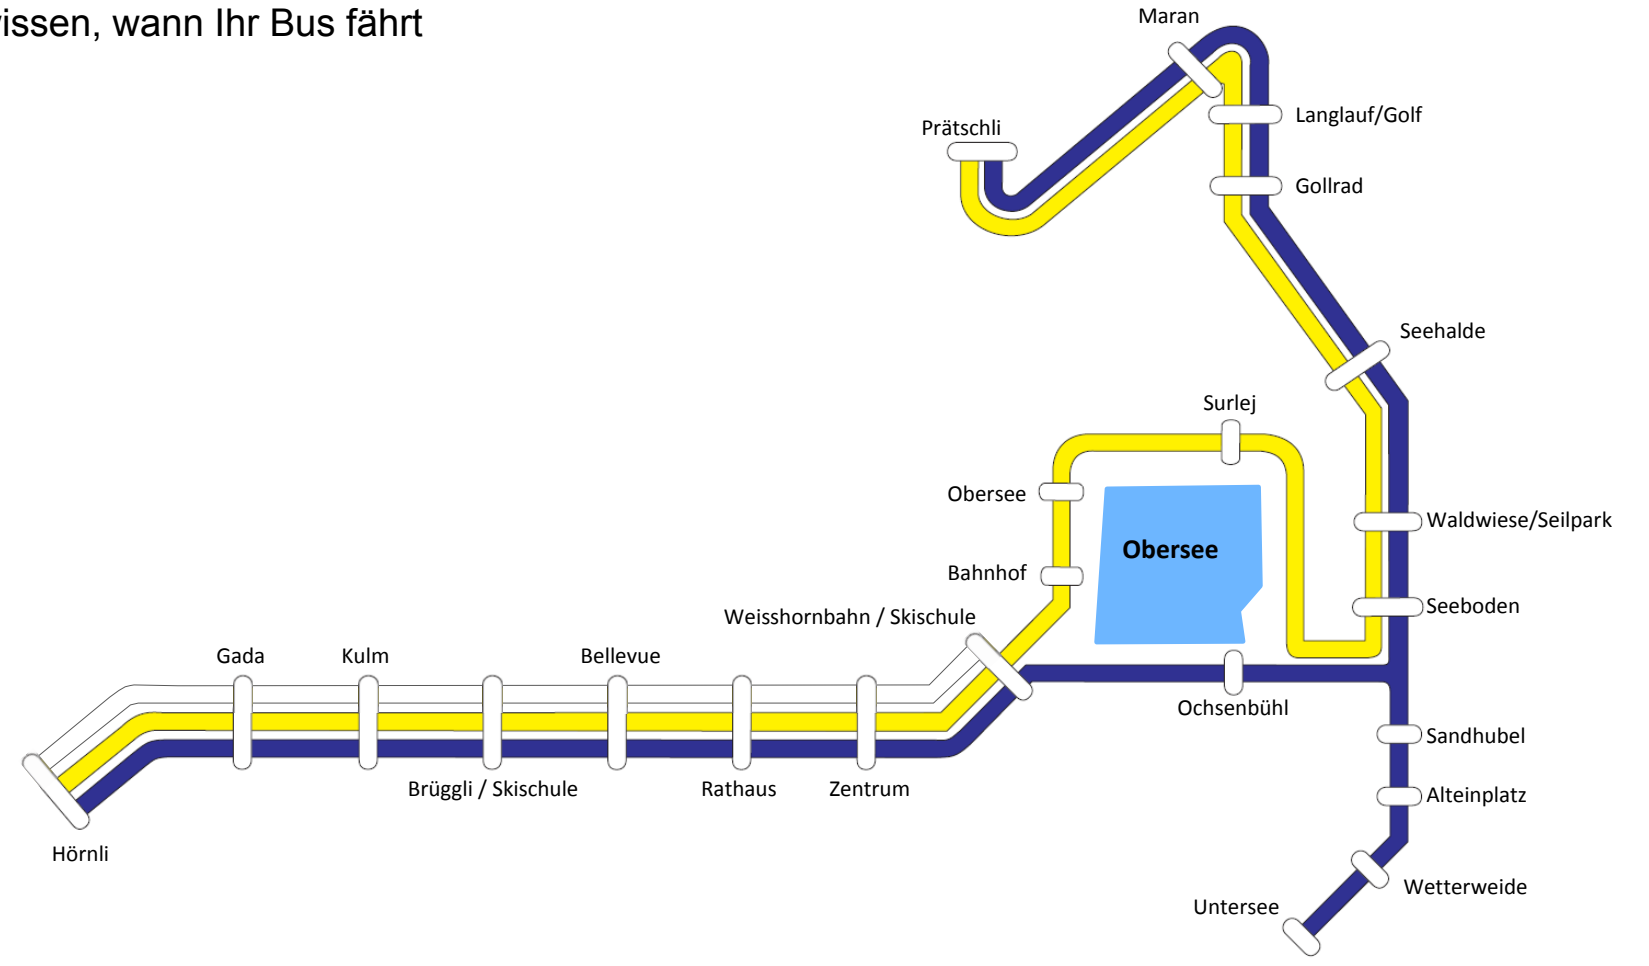 issen, wann Ihr Bus fährt
Maran
Langlauf/Golf
Prätschli
Gollrad
Seehalde
Surlej
Obersee
Waldwiese/Seilpark
Obersee
Bahnhof
Seeboden
Weisshornbahn / Skischule
Gada
Kulm
Bellevue
Ochsenbühl
Sandhubel
Brüggli / Skischule
Rathaus
Zentrum
Alteinplatz
Hörnli
Wetterweide
Untersee